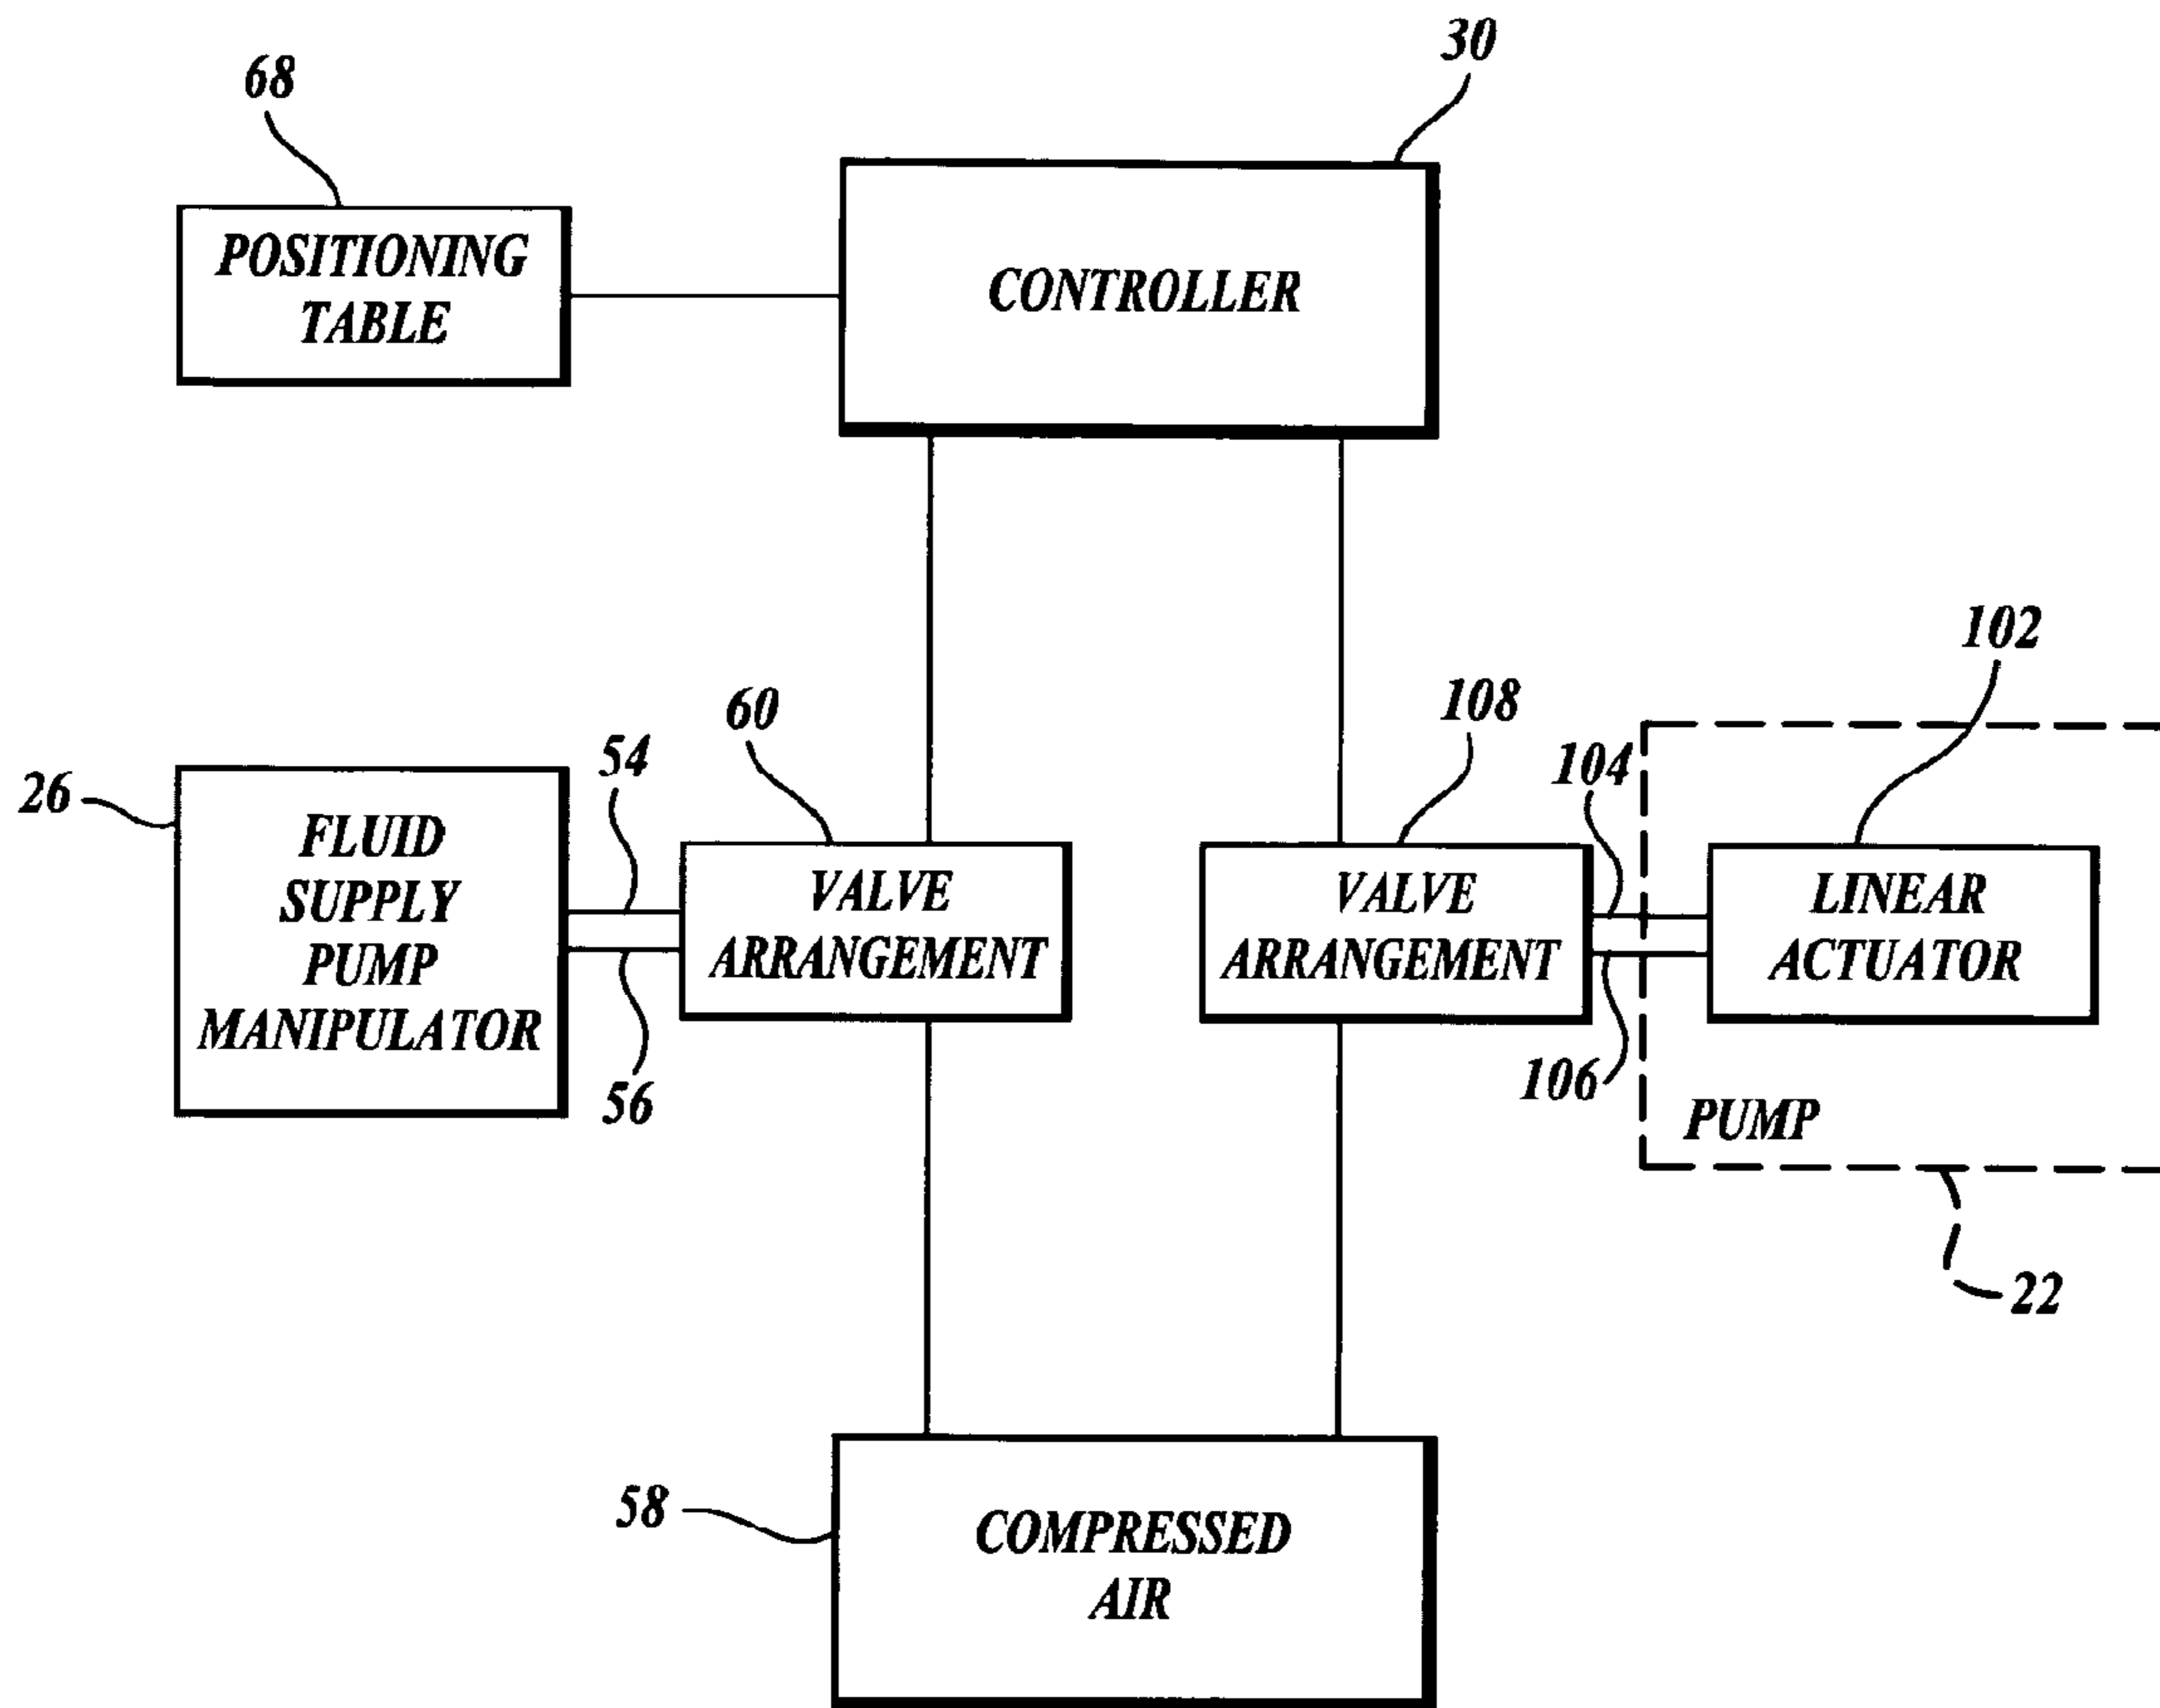 30
68
POSITIONING
TABLE
CONTROLLER
102
60
108
54
104
26
FLUID
SUPPLY
PUMP
MANIPULATOR
VALVE
ARRANGEMENT
VALVE
ARRANGEMENT
LINEAR
ACTUATOR
56
106
PUMP
22
58
COMPRESSED
AIR